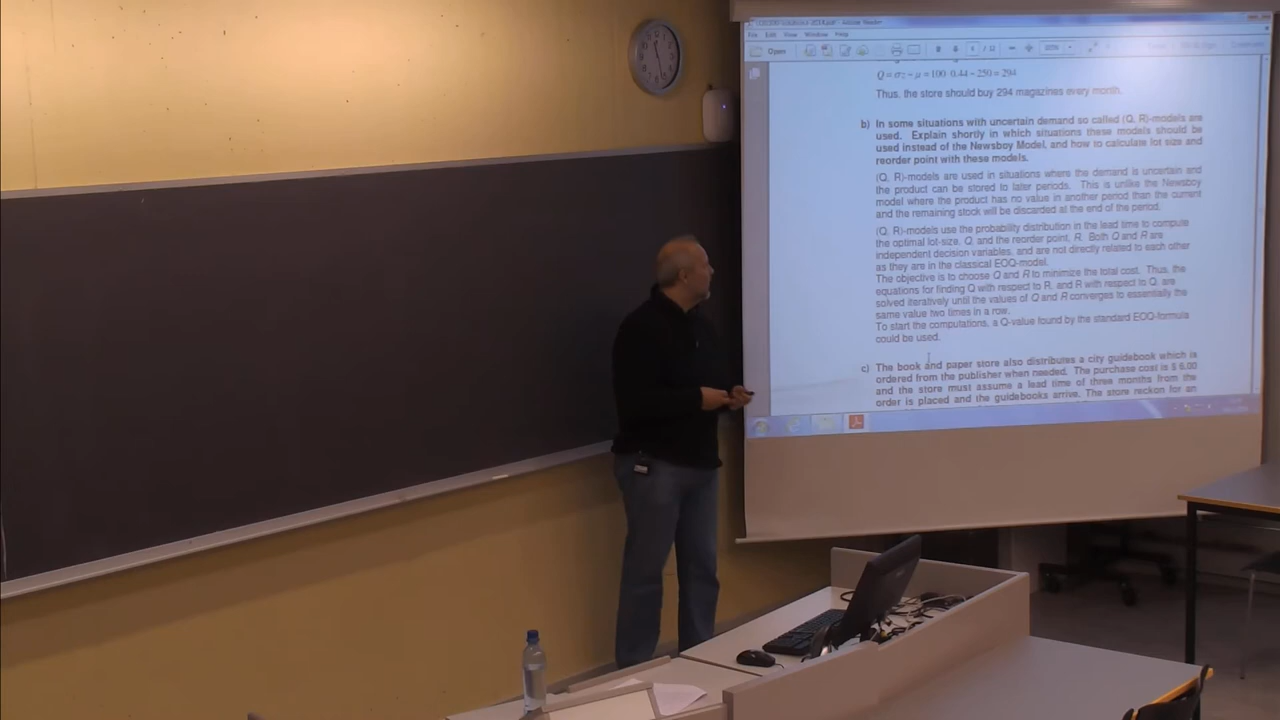 File Edit View Window Help
Open
Q = σz − μ = 100 0.44 − 250 = 294
Thus, the store should buy 294 magazines every month.
b) In some situations with uncertain demand so called (Q, R)-models are
used. Explain shortly in which situations these models should be
used instead of the Newsboy Model, and how to calculate lot size and
reorder point with these models.
(Q, R)-models are used in situations where the demand is uncertain and
the product can be stored to later periods. This is unlike the Newsboy
model where the product has no value in another period than the current
and the remaining stock will be discarded at the end of the period.
(Q, R)-models use the probability distribution in the lead time to compute
the optimal lot-size, Q, and the reorder point, R. Both Q and R are
independent decision variables, and are not directly related to each other
as they are in the classical EOQ-model.
The objective is to choose Q and R to minimize the total cost. Thus, the
equations for finding Q with respect to R, and R with respect to Q, are
solved iteratively until the values of Q and R converges to essentially the
same value two times in a row.
To start the computations, a Q-value found by the standard EOQ-formula
could be used.
c) The book and paper store also distributes a city guidebook which is
ordered from the publisher when needed. The purchase cost is $ 6.00
and the store must assume a lead time of three months from the
order is placed and the guidebooks arrive. The store reckon for an